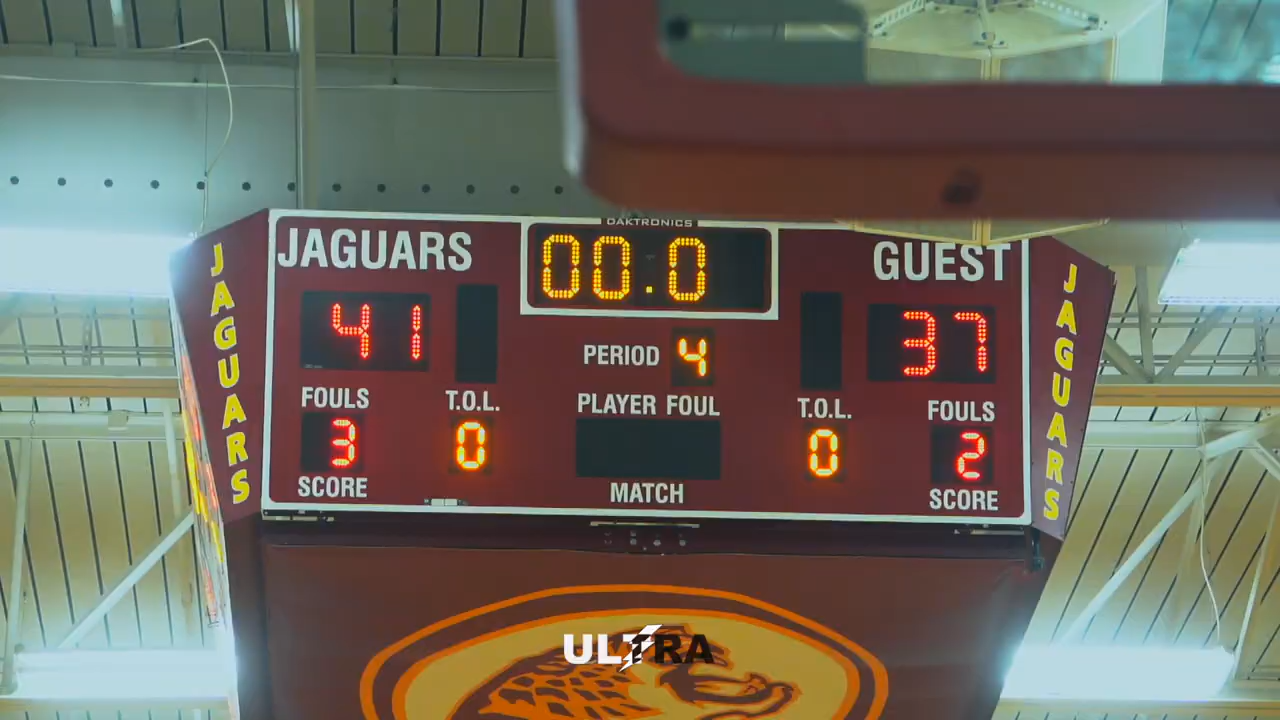 DAKTRONICS
JAGUARS
00.0
GUEST
JAGUARS
JAGUARS
41
37
PERIOD 4
FOULS
T.O.L.
PLAYER FOUL
T.O.L.
FOULS
3
0
0
2
SCORE
MATCH
SCORE
ULTRA